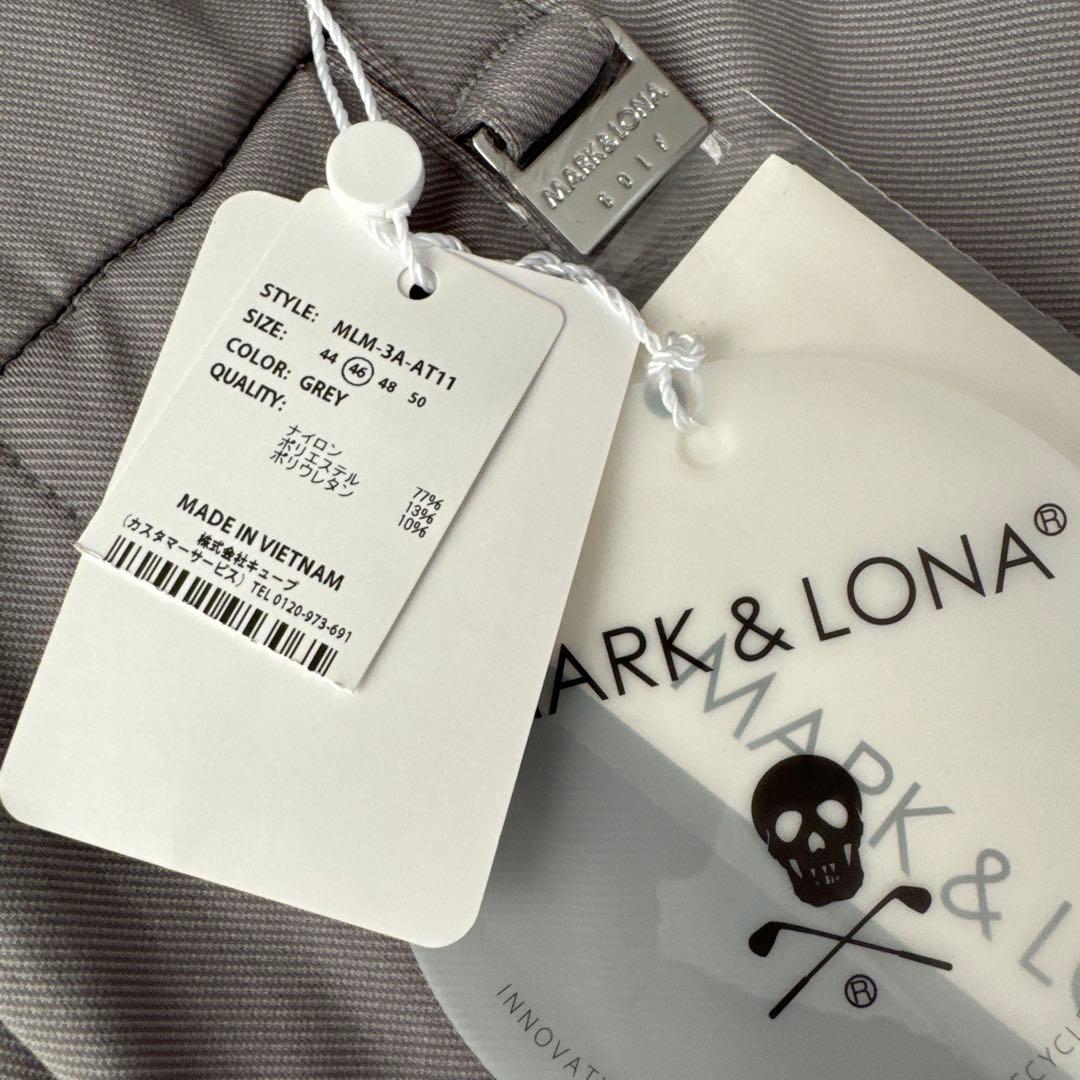 MARK&LONA
GOLF
STYLE: MLM-3A-AT11
SIZE: 44 46 48 50
COLOR: GREY
QUALITY:
ナイロン 77%
ポリエステル 13%
ポリウレタン 10%
MADE IN VIETNAM
株式会社キューブ
(カスタマーサービス) TEL 0120-973-691
MARK & LONA®
MARK & LO
®
INNOVATI
ECYCLE